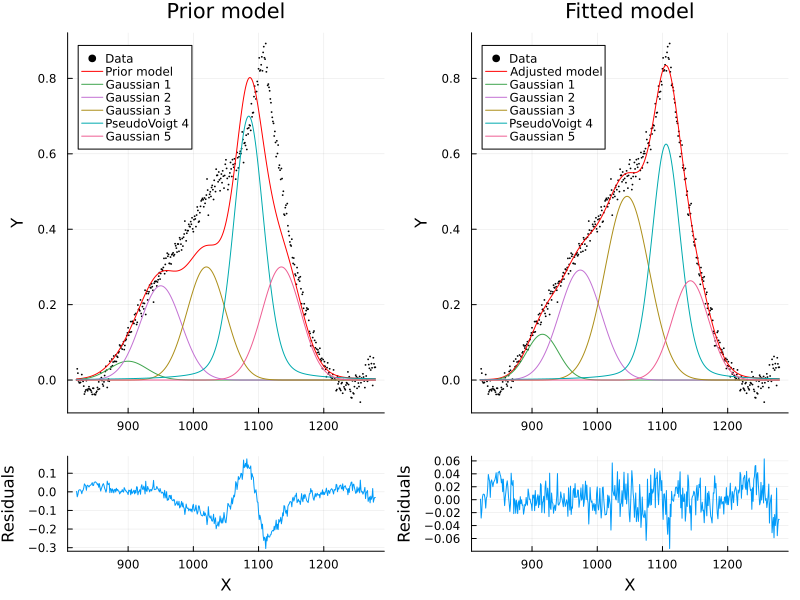 Prior model
Y
0.8
0.6
0.4
0.2
0.0
Data
Prior model
Gaussian 1
Gaussian 2
Gaussian 3
PseudoVoigt 4
Gaussian 5
900 1000 1100 1200
Residuals
0.1
0.0
−0.1
−0.2
−0.3
900 1000 1100 1200
X
Fitted model
Y
0.8
0.6
0.4
0.2
0.0
Data
Adjusted model
Gaussian 1
Gaussian 2
Gaussian 3
PseudoVoigt 4
Gaussian 5
900 1000 1100 1200
Residuals
0.06
0.04
0.02
0.00
−0.02
−0.04
−0.06
900 1000 1100 1200
X